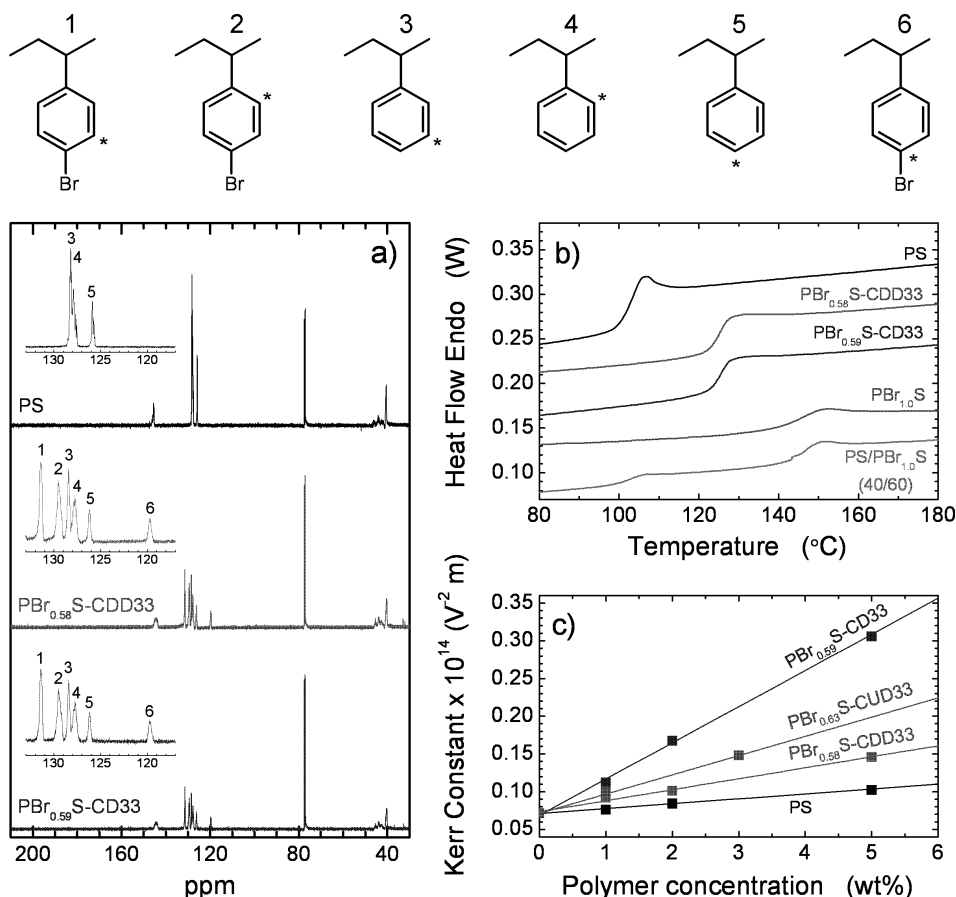 1 2 3 4 5 6
* * * * * *
Br Br Br
a)
3
4
5
130 125 120
PS
1 2 3 4 5 6
130 125 120
PBr0.58S-CDD33
1 2 3 4 5 6
130 125 120
PBr0.59S-CD33
200 160 120 80 40
ppm
b)
Heat Flow Endo (W)
0.35
0.30
0.25
0.20
0.15
0.10
PS
PBr0.58S-CDD33
PBr0.59S-CD33
PBr1.0S
PS/PBr1.0S
(40/60)
80 100 120 140 160 180
Temperature (°C)
c)
Kerr Constant x 10^14 (V^-2 m)
0.35
0.30
0.25
0.20
0.15
0.10
0.05
PBr0.59S-CD33
PBr0.63S-CUD33
PBr0.58S-CDD33
PS
0 1 2 3 4 5 6
Polymer concentration (wt%)